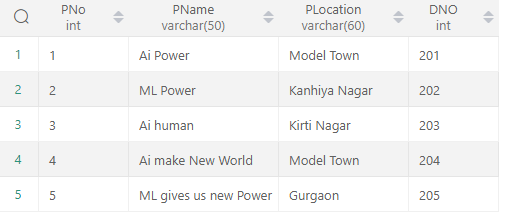 PNo PName PLocation DNO
int varchar(50) varchar(60) int
1 1 Ai Power Model Town 201
2 2 ML Power Kanhiya Nagar 202
3 3 Ai human Kirti Nagar 203
4 4 Ai make New World Model Town 204
5 5 ML gives us new Power Gurgaon 205